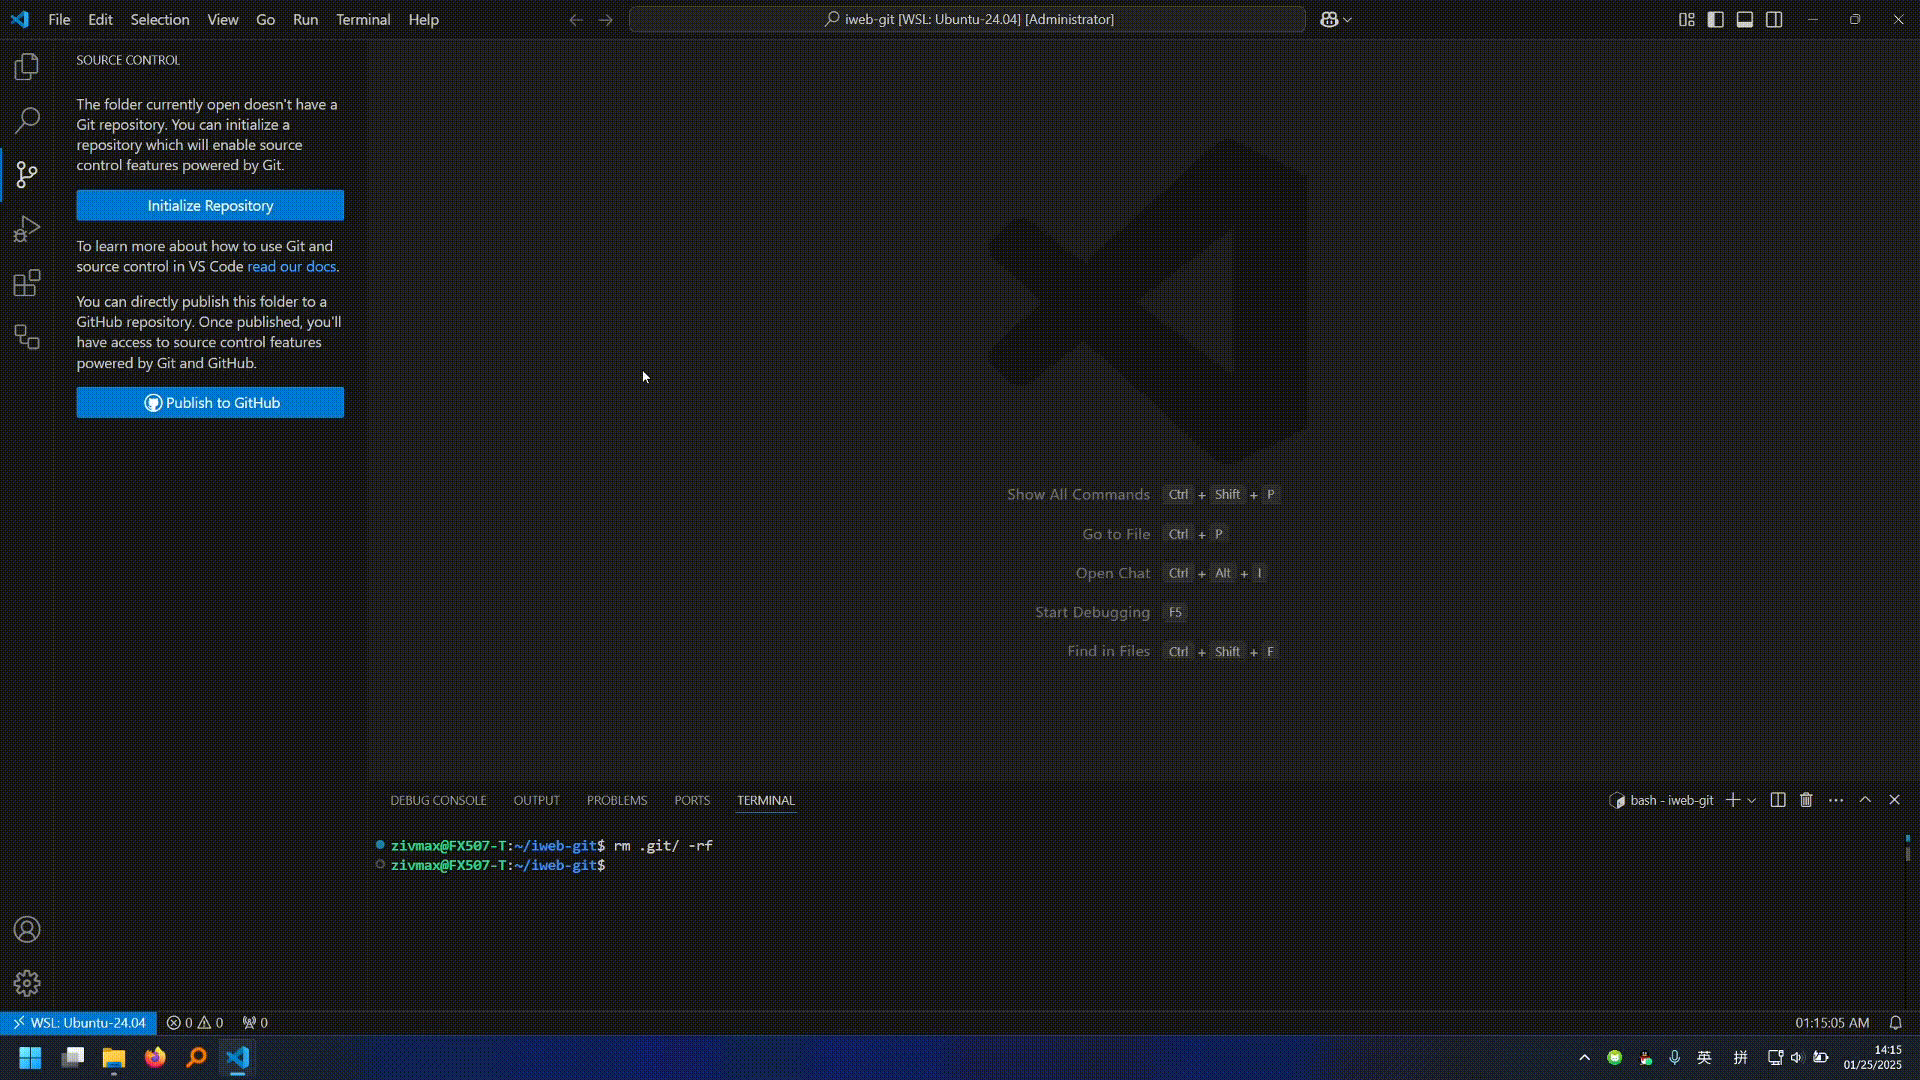 File Edit Selection View Go Run Terminal Help
iweb-git [WSL: Ubuntu-24.04] [Administrator]
SOURCE CONTROL
The folder currently open doesn't have a
Git repository. You can initialize a
repository which will enable source
control features powered by Git.
Initialize Repository
To learn more about how to use Git and
source control in VS Code read our docs.
You can directly publish this folder to a
GitHub repository. Once published, you'll
have access to source control features
powered by Git and GitHub.
Publish to GitHub
Show All Commands Ctrl + Shift + P
Go to File Ctrl + P
Open Chat Ctrl + Alt + I
Start Debugging F5
Find in Files Ctrl + Shift + F
DEBUG CONSOLE OUTPUT PROBLEMS PORTS TERMINAL
bash - iweb-git
zivmax@FX507-T:~/iweb-git$ rm .git/ -rf
zivmax@FX507-T:~/iweb-git$
WSL: Ubuntu-24.04 0 0 0
01:15:05 AM
英 拼
14:15
01/25/2025